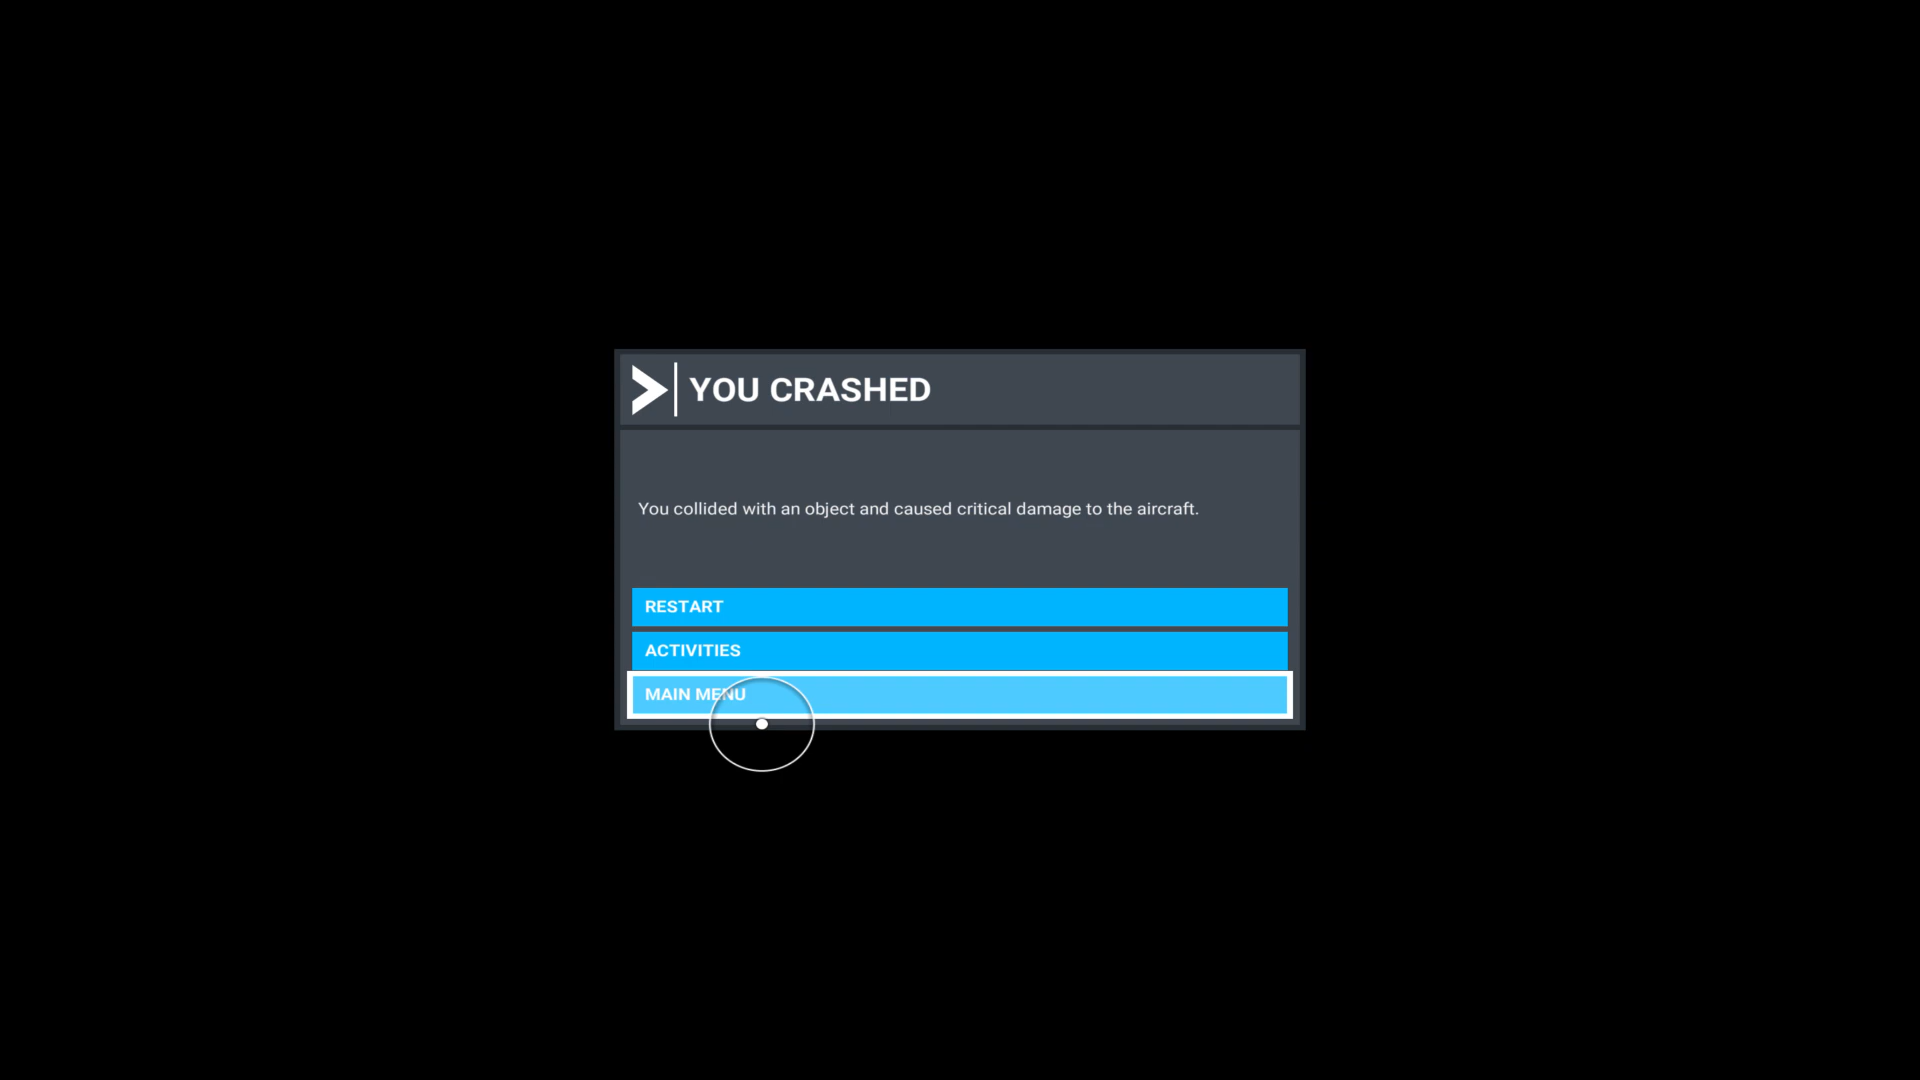 YOU CRASHED
You collided with an object and caused critical damage to the aircraft.
RESTART
ACTIVITIES
MAIN MENU